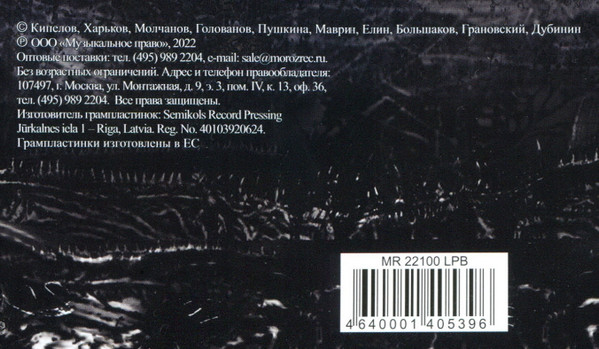 © Кипелов, Харьков, Молчанов, Голованов, Пушкина, Маврин, Елин, Большаков, Грановский, Дубинин
℗ ООО «Музыкальное право», 2022
Оптовые поставки: тел. (495) 989 2204, e-mail: sale@morozrec.ru
Без возрастных ограничений. Адрес и телефон правообладателя:
107497, г. Москва, ул. Монтажная, д. 9, э. 3, пом. IV, к. 13, оф. 36,
тел. (495) 989 2204. Все права защищены.
Изготовитель грампластинок: Semikols Record Pressing
Jūrkalnes iela 1 – Riga, Latvia. Reg. No. 40103920624.
Грампластинки изготовлены в ЕС
MR 22100 LPB
4 640001 405396